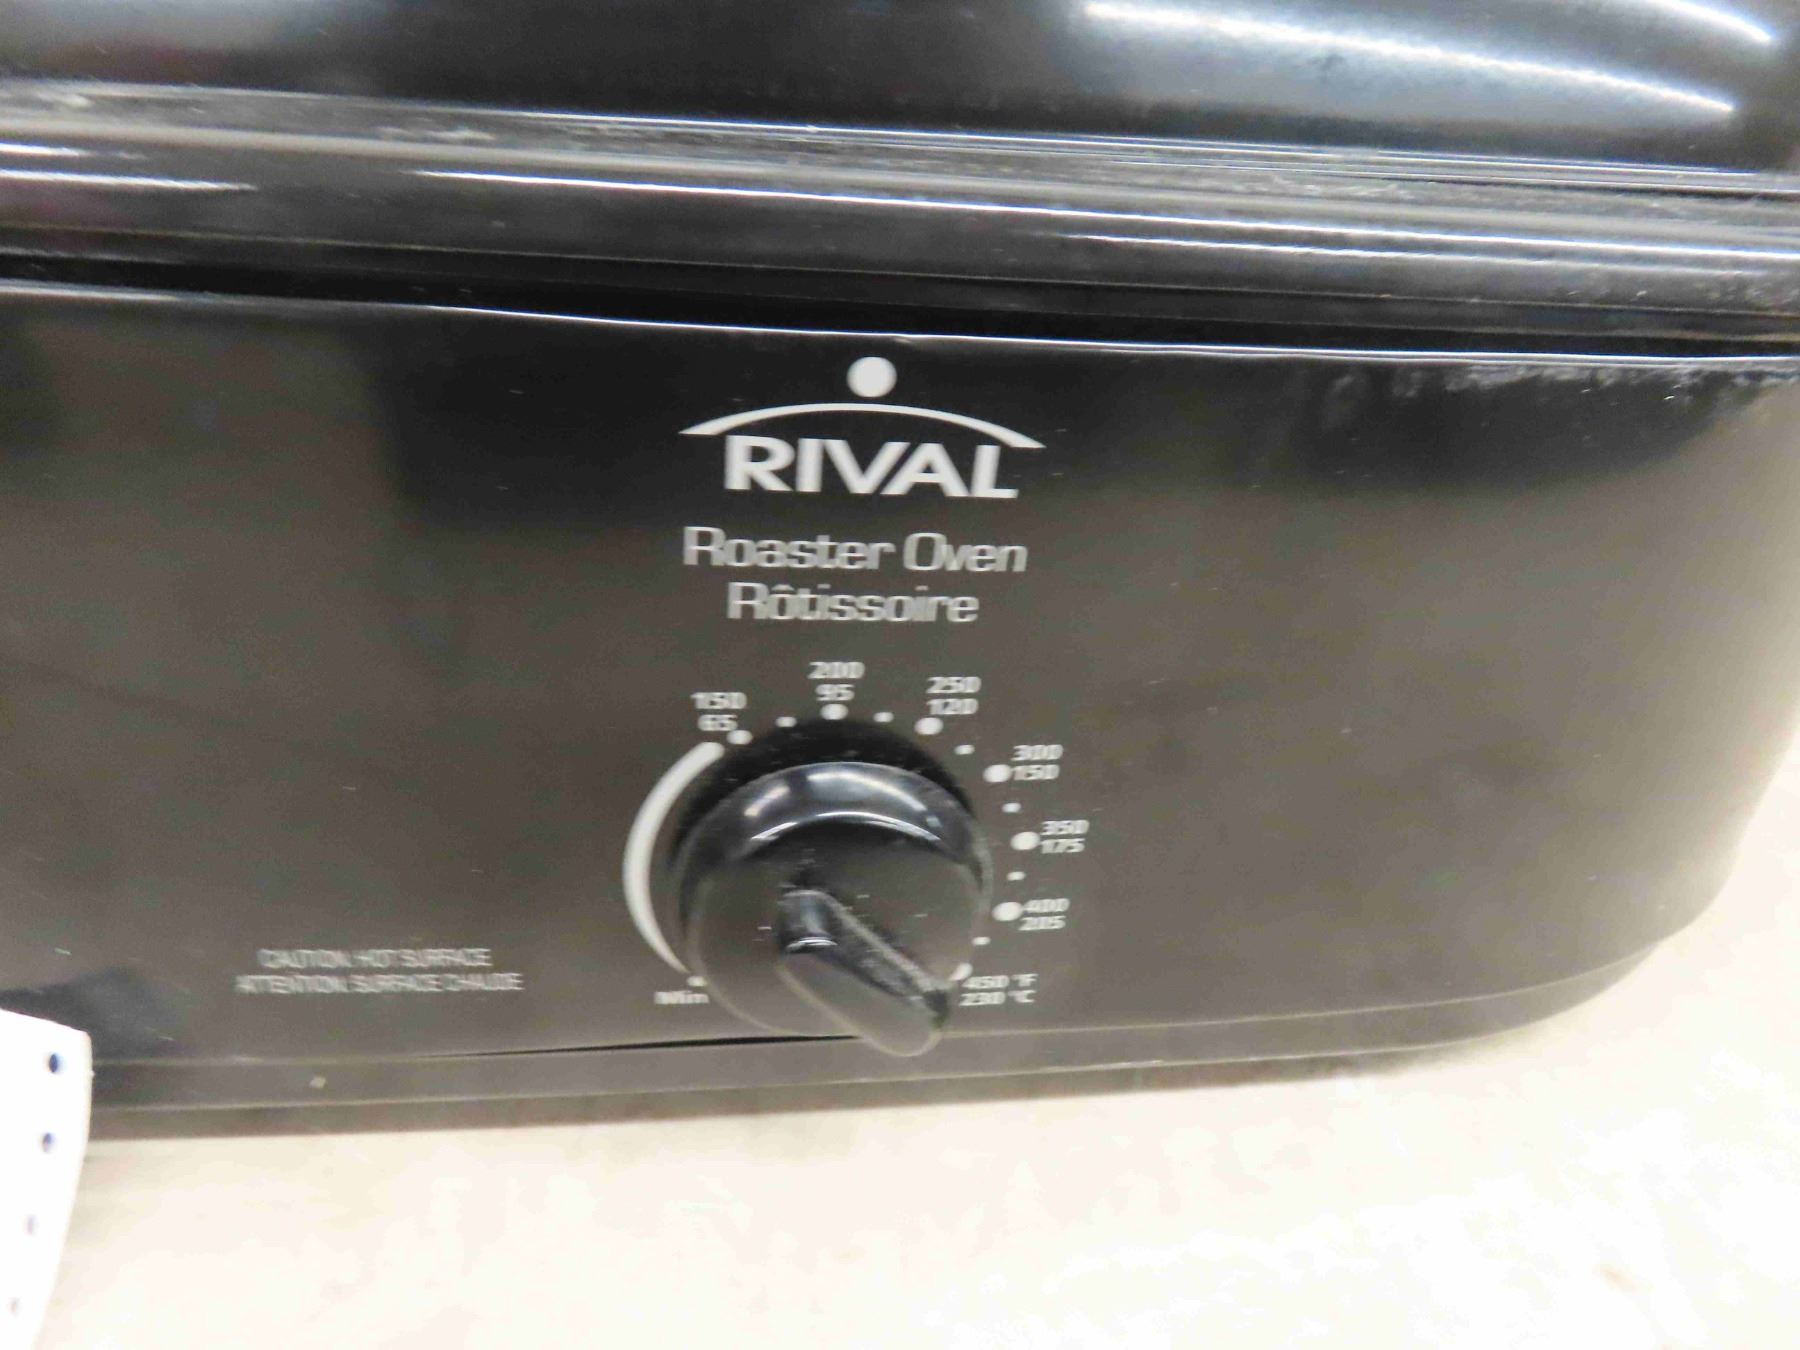 RIVAL
Roaster Oven
Rôtissoire
200
95
150
65
250
120
300
150
350
175
400
205
450 °F
230 °C
Min
CAUTION HOT SURFACE
ATTENTION SURFACE CHAUDE